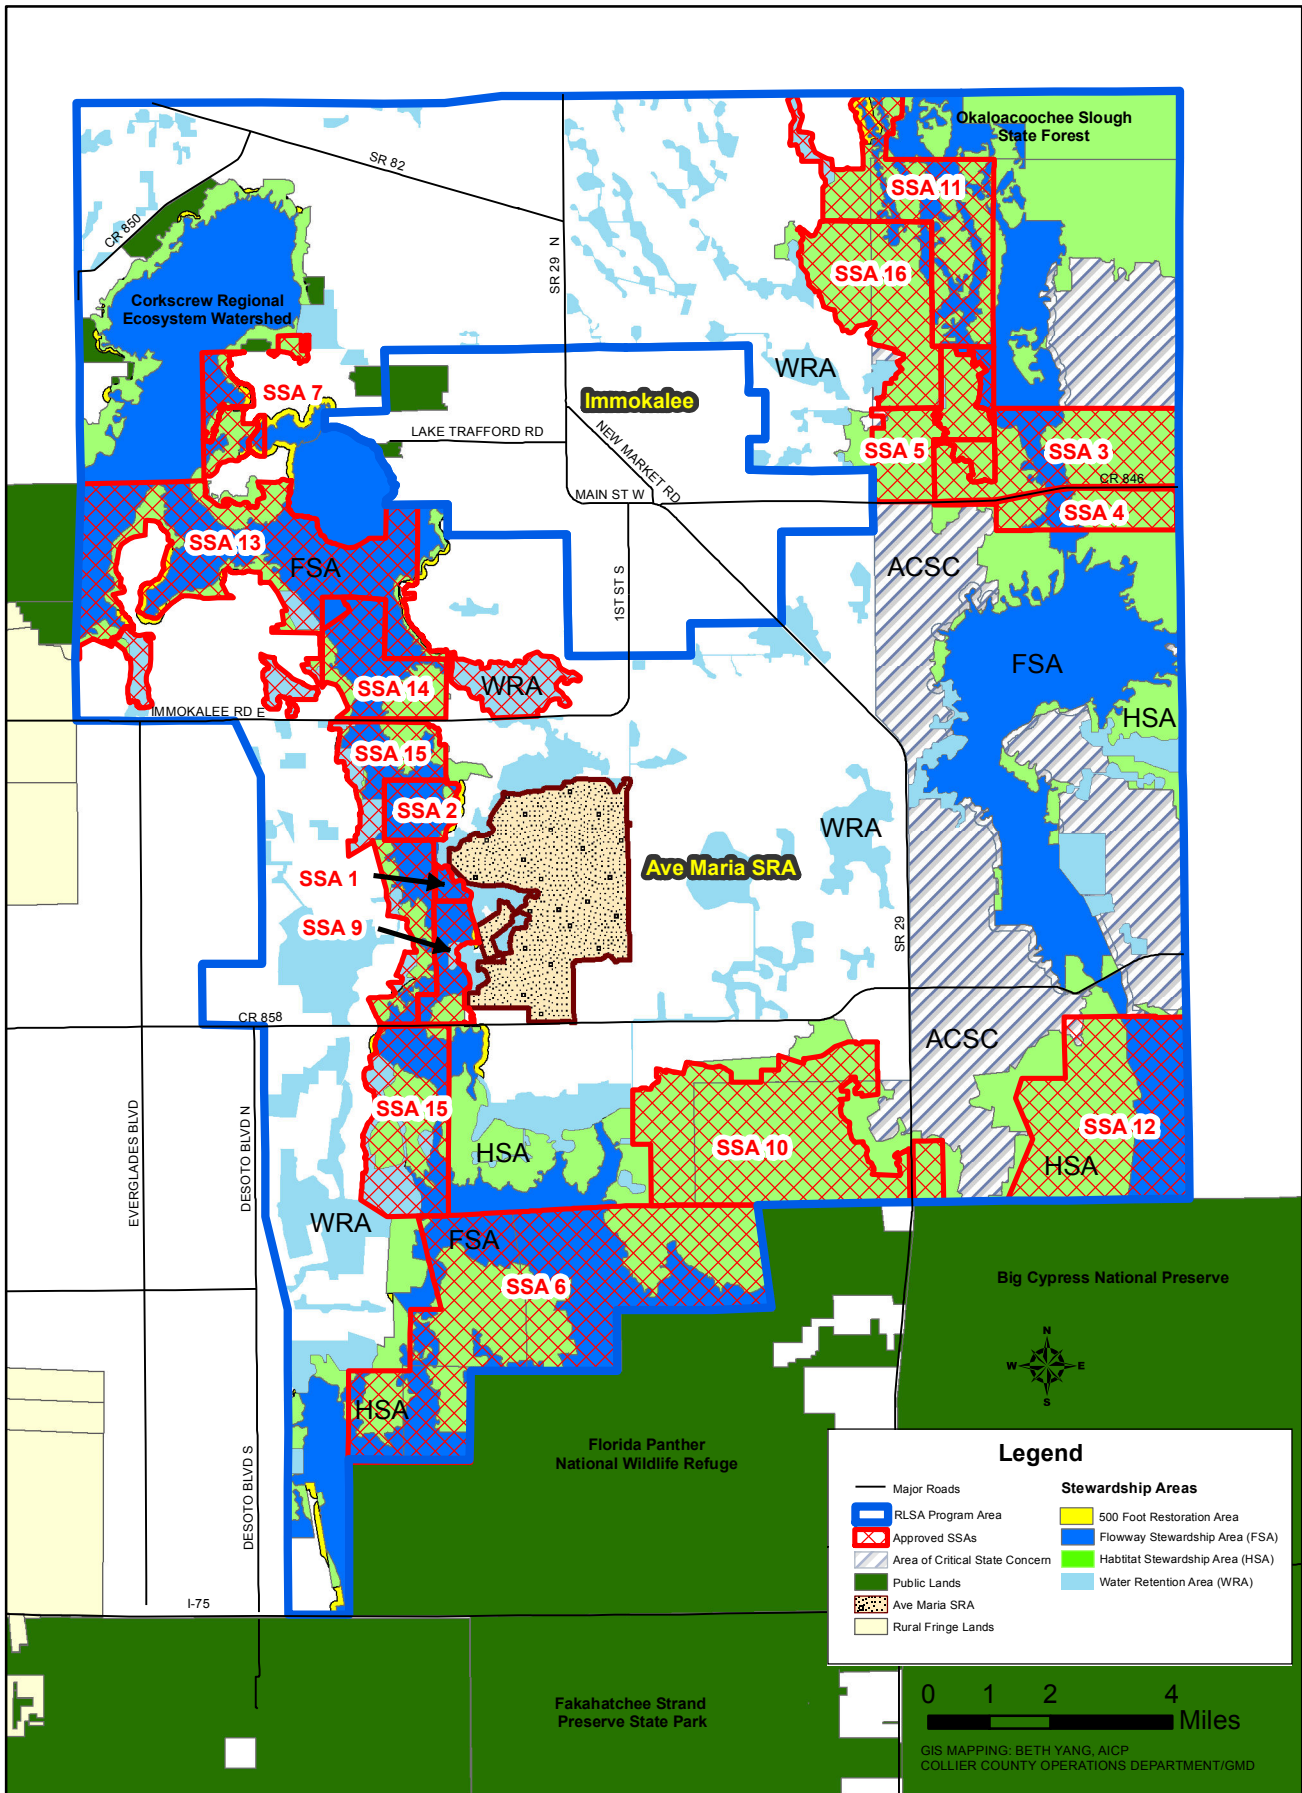 Okaloacoochee Slough
State Forest
SR 82
CR 850
SR 29 N
SSA 11
SSA 16
Corkscrew Regional
Ecosystem Watershed
WRA
SSA 7
Immokalee
LAKE TRAFFORD RD
NEW MARKET RD
SSA 5
SSA 3
CR 846
MAIN ST W
SSA 4
SSA 13
FSA
ACSC
1ST ST S
FSA
SSA 14
WRA
HSA
IMMOKALEE RD E
SSA 15
SSA 2
WRA
Ave Maria SRA
SSA 1
SSA 9
SR 29
CR 858
ACSC
SSA 15
SSA 12
SSA 10
HSA
HSA
EVERGLADES BLVD
DESOTO BLVD N
WRA
FSA
SSA 6
Big Cypress National Preserve
N
W
E
S
HSA
Florida Panther
National Wildlife Refuge
DESOTO BLVD S
I-75
Legend
Major Roads
RLSA Program Area
Approved SSAs
Area of Critical State Concern
Public Lands
Ave Maria SRA
Rural Fringe Lands
Stewardship Areas
500 Foot Restoration Area
Flowway Stewardship Area (FSA)
Habtitat Stewardship Area (HSA)
Water Retention Area (WRA)
Fakahatchee Strand
Preserve State Park
0 1 2 4
Miles
GIS MAPPING: BETH YANG, AICP
COLLIER COUNTY OPERATIONS DEPARTMENT/GMD